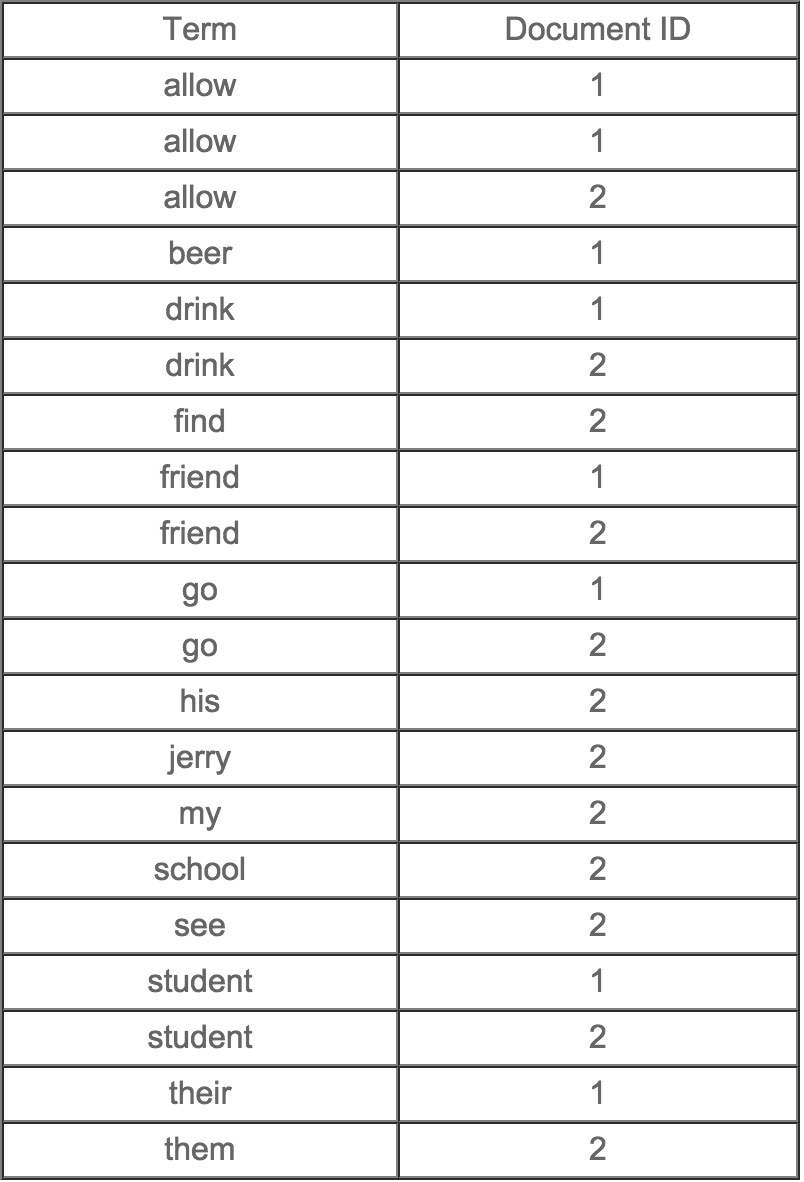 Term Document ID
allow 1
allow 1
allow 2
beer 1
drink 1
drink 2
find 2
friend 1
friend 2
go 1
go 2
his 2
jerry 2
my 2
school 2
see 2
student 1
student 2
their 1
them 2